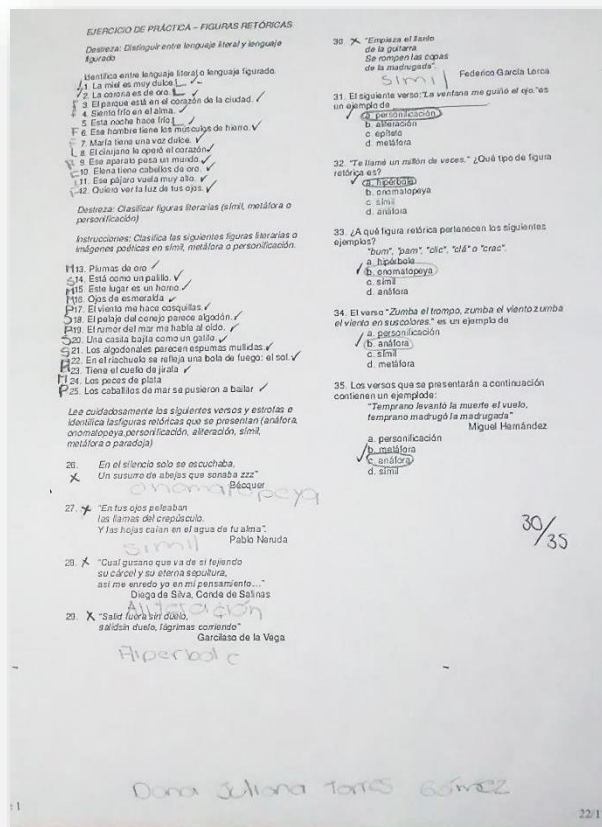 EJERCICIO DE PRÁCTICA – FIGURAS RETÓRICAS
Destreza: Distinguir entre lenguaje literal y lenguaje
figurado
Identifica entre lenguaje literal o lenguaje figurado.
1. La miel es muy dulce. L
2. La corona es de oro. L
F 3. El parque está en el corazón de la ciudad.
F 4. Siento frío en el alma.
5. Esta noche hace frío. L
F 6. Ese hombre tiene los músculos de hierro.
F 7. María tiene una voz dulce.
L 8. El cirujano le operó el corazón
9. Ese aparato pesa un mundo.
10. Elena tiene cabellos de oro.
11. Ese pájaro vuela muy alto.
12. Quiero ver la luz de tus ojos.
Destreza: Clasificar figuras literarias (símil, metáfora o
personificación)
Instrucciones: Clasifica las siguientes figuras literarias o
imágenes poéticas en símil, metáfora o personificación.
M 13. Plumas de oro
S 14. Está como un palillo.
M 15. Este lugar es un horno.
M 16. Ojos de esmeralda
P 17. El viento me hace cosquillas.
S 18. El pelaje del conejo parece algodón.
P 19. El rumor del mar me habla al oído.
S 20. Una casita bajita como un gatito.
S 21. Los algodonales parecen espumas mullidas.
22. En el riachuelo se refleja una bola de fuego: el sol.
23. Tiene el cuello de jirafa
M 24. Los peces de plata
P 25. Los caballitos de mar se pusieron a bailar
Lee cuidadosamente los siguientes versos y estrofas e
identifica lasfiguras retóricas que se presentan (anáfora,
onomatopeya,personificación, aliteración, símil,
metáfora o paradoja)
26. En el silencio solo se escuchaba,
Un susurro de abejas que sonaba zzz"
Bécquer
onomatopeya
27. "En tus ojos peleaban
las llamas del crepúsculo.
Y las hojas caían en el agua de tu alma".
Pablo Neruda
simil
28. "Cual gusano que va de sí tejiendo
su cárcel y su eterna sepultura,
así me enredo yo en mi pensamiento..."
Diego de Silva, Conde de Salinas
Aliteración
29. "Salid fuera sin duelo,
salidsin duelo, lágrimas corriendo"
Garcilaso de la Vega
Hiperbole
30. "Empieza el llanto
de la guitarra
Se rompen las copas
de la madrugada".
Federico García Lorca
Simil
31. El siguiente verso:"La ventana me guiñó el ojo."es
un ejemplo de
a. personificación
b. aliteración
c. epíteto
d. metáfora
32. "Te llamé un millón de veces." ¿Qué tipo de figura
retórica es?
a. hipérbole
b. onomatopeya
c. símil
d. anáfora
33. ¿A qué figura retórica pertenecen los siguientes
ejemplos?
"bum", "pam", "clic", "clá" o "crac".
a. hipérbole
b. onomatopeya
c. símil
d. anáfora
34. El verso "Zumba el trompo, zumba el viento zumba
el viento en suscolores." es un ejemplo de
a. personificación
b. anáfora
c. símil
d. metáfora
35. Los versos que se presentarán a continuación
contienen un ejemplode:
"Temprano levantó la muerte el vuelo,
temprano madrugó la madrugada"
Miguel Hernández
a. personificación
b. metáfora
c. anáfora
d. símil
30/35
Dana Juliana Torres Gómez
: 1
22/1